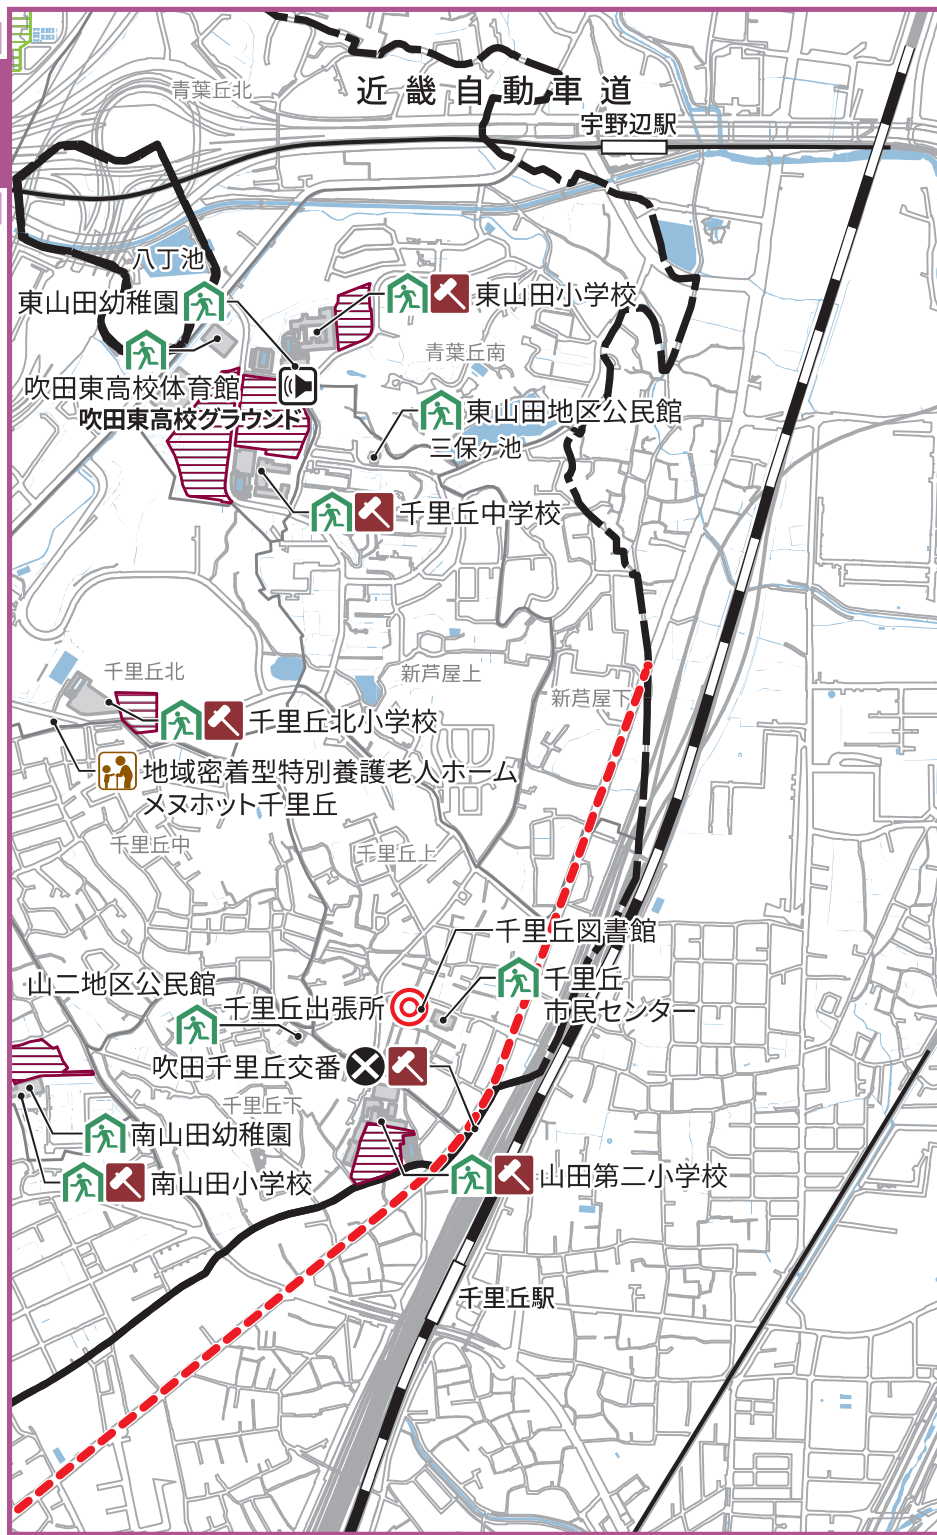 青葉丘北
近畿自動車道
宇野辺駅
八丁池
東山田幼稚園
東山田小学校
青葉丘南
吹田東高校体育館
吹田東高校グラウンド
東山田地区公民館
三保ヶ池
千里丘中学校
千里丘北
新芦屋上
新芦屋下
千里丘北小学校
地域密着型特別養護老人ホーム
メヌホット千里丘
千里丘中
千里丘上
千里丘図書館
山二地区公民館
千里丘出張所
千里丘
市民センター
吹田千里丘交番
千里丘下
南山田幼稚園
南山田小学校
山田第二小学校
千里丘駅